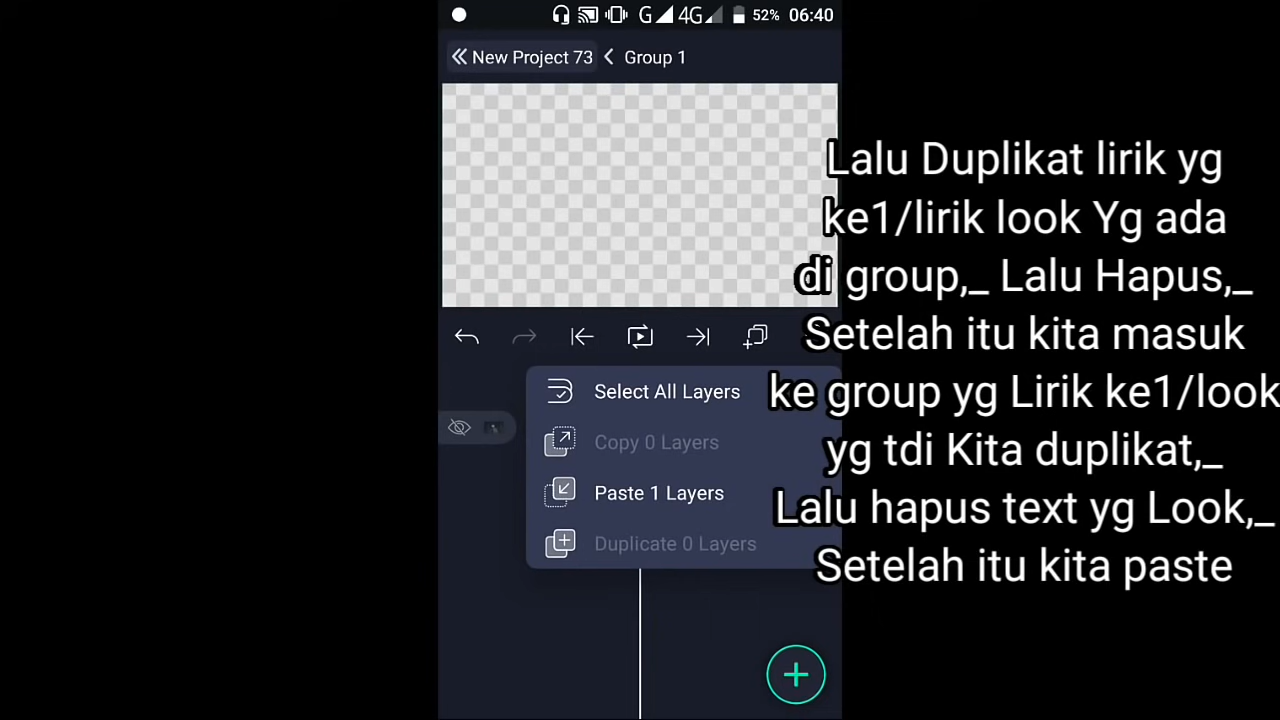 52% 06:40
New Project 73 Group 1
Lalu Duplikat lirik yg
ke1/lirik look Yg ada
di group,_ Lalu Hapus,_
Setelah itu kita masuk
ke group yg Lirik ke1/look
yg tdi Kita duplikat,_
Lalu hapus text yg Look,_
Setelah itu kita paste
G 4G
Select All Layers
Copy 0 Layers
Paste 1 Layers
Duplicate 0 Layers